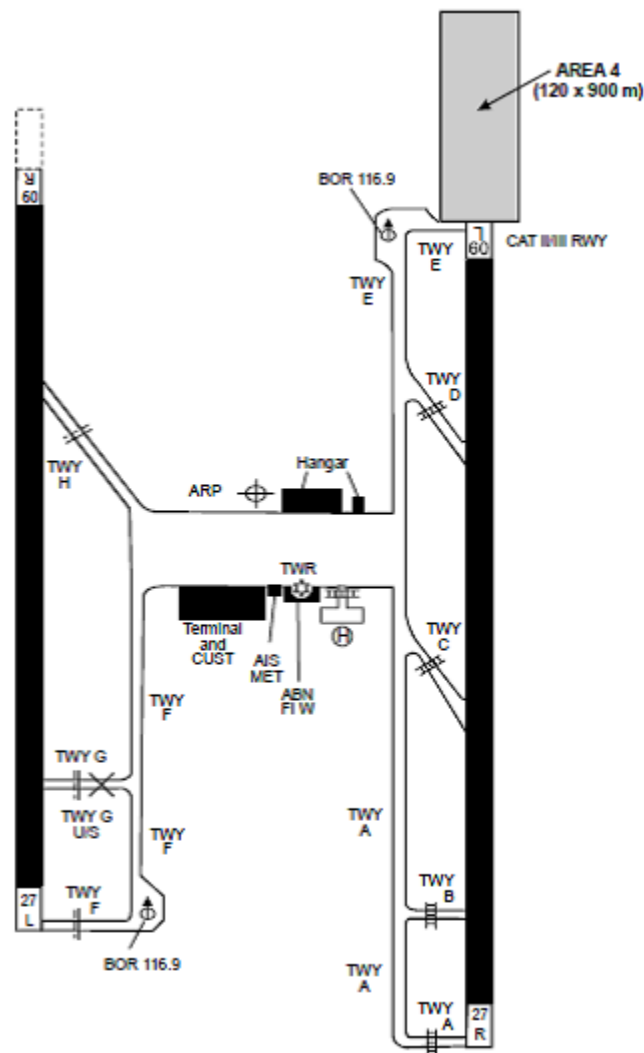 AREA 4
(120 x 900 m)
R
09
BOR 116.9
L
09
CAT II/III RWY
TWY
E
TWY
E
TWY
D
TWY
H
ARP
Hangar
TWR
Terminal
and
CUST
AIS
MET
ABN
FI W
H
TWY
C
TWY
F
TWY G
TWY G
U/S
TWY
F
TWY
A
TWY
B
27
L
TWY
F
BOR 116.9
TWY
A
TWY
A
27
R